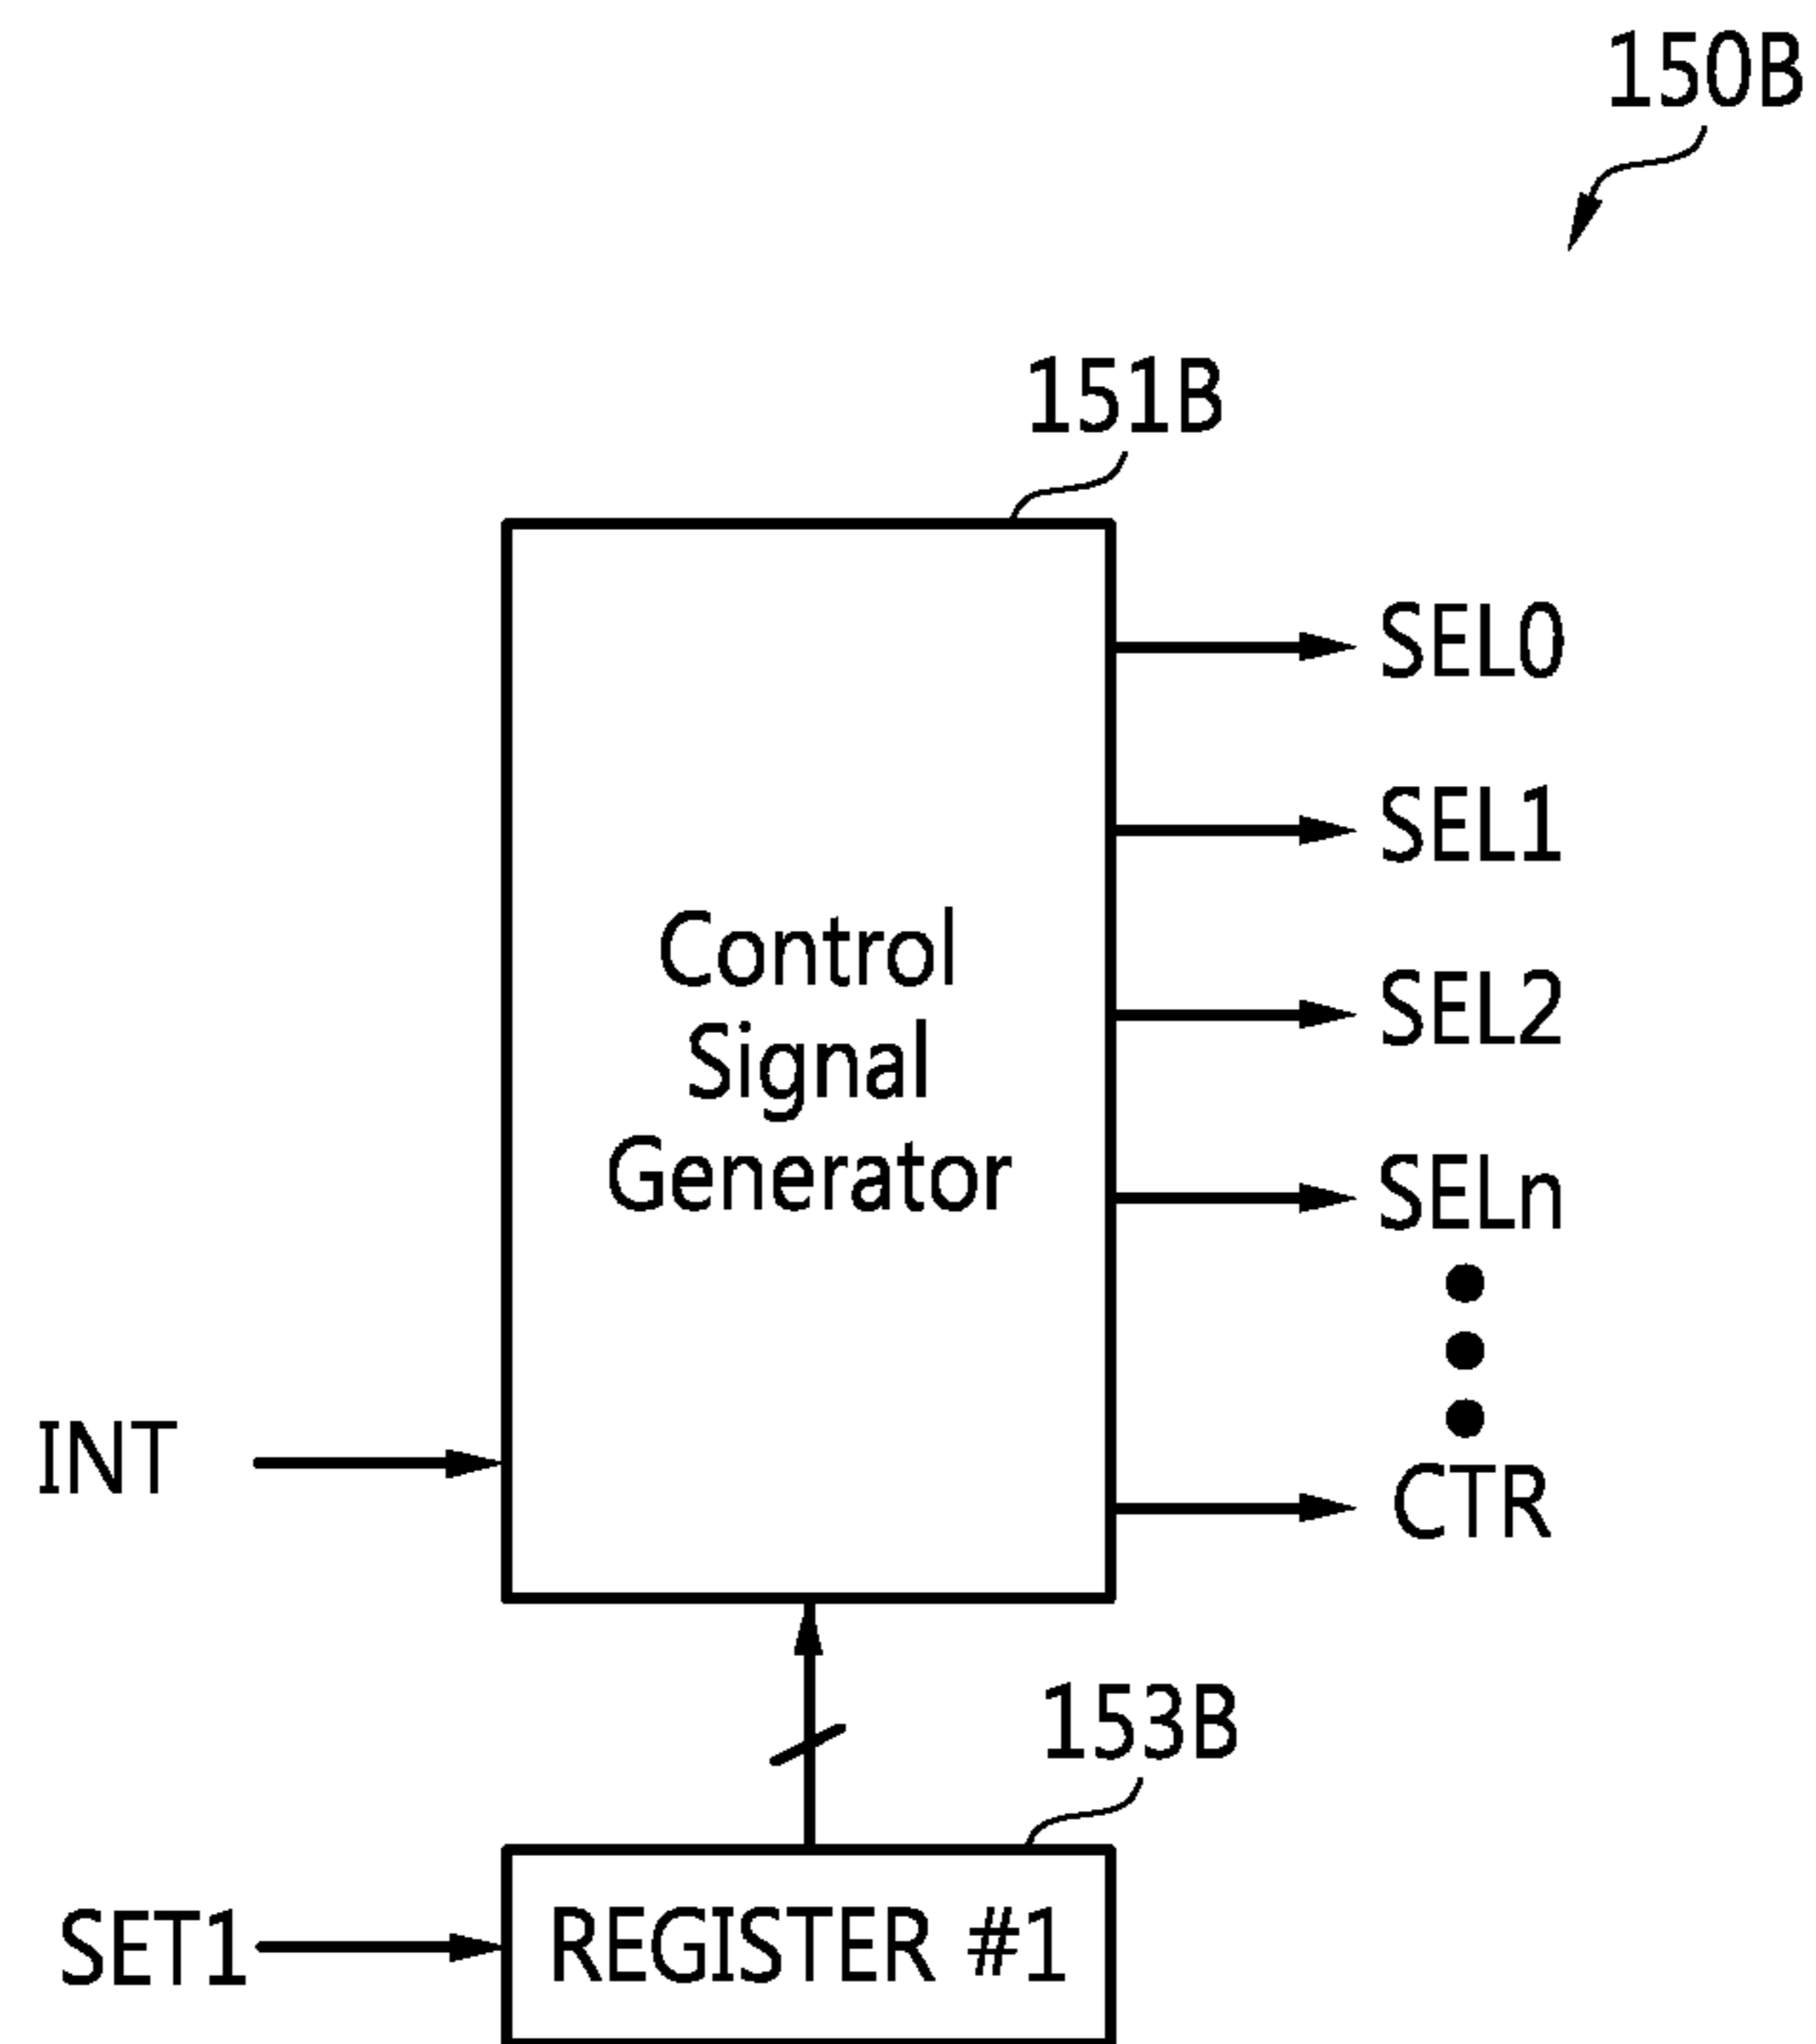 150B
151B
SEL0
SEL1
SEL2
Control
Signal
Generator
SELn
INT
CTR
153B
SET1
REGISTER #1